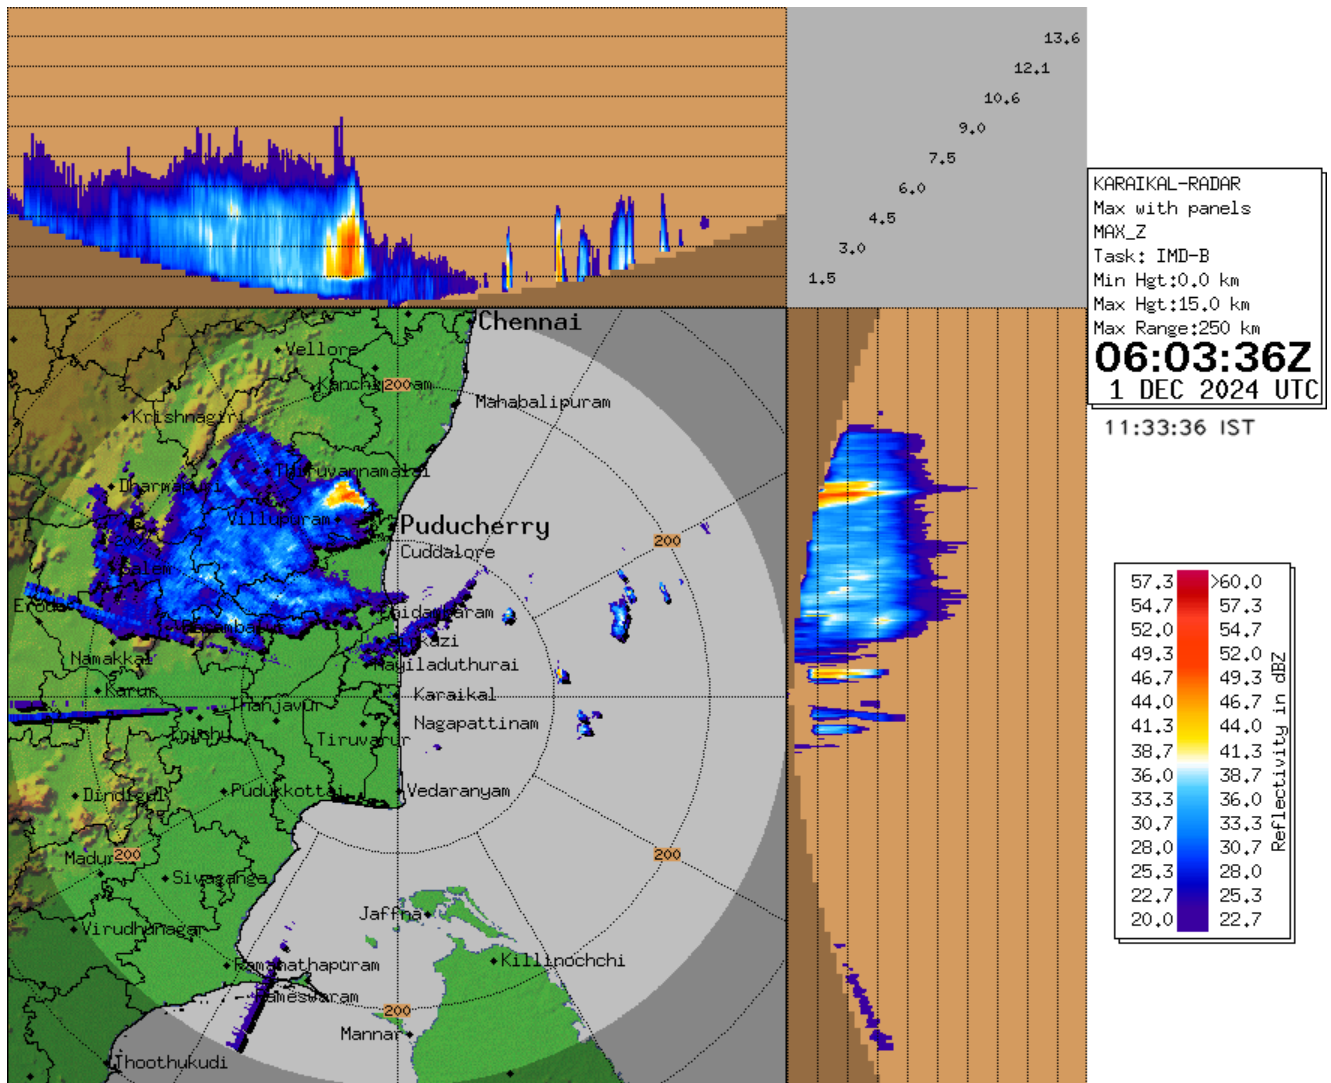 13.6
12.1
10.6
9.0
7.5
6.0
4.5
3.0
1.5
KARAIKAL-RADAR
Max with panels
MAX_Z
Task: IMD-B
Min Hgt:0.0 km
Max Hgt:15.0 km
Max Range:250 km
06:03:36Z
1 DEC 2024 UTC
11:33:36 IST
Chennai
Vellore
200
Mahabalipuram
Krishnagiri
Villupuram
Puducherry
200
Cuddalore
Namakkal
Karur
Karaikal
Thanjavur
Nagapattinam
Tiruvarur
Dindigul
Pudukkottai
Vedaranyam
200
200
Sivaganga
Jaffna
Virudhunagar
Killinochchi
Ramanathapuram
200
Mannar
Thoothukudi
57.3 >60.0
54.7 57.3
52.0 54.7
49.3 52.0
46.7 49.3
44.0 46.7
41.3 44.0
38.7 41.3
36.0 38.7
33.3 36.0
30.7 33.3
28.0 30.7
25.3 28.0
22.7 25.3
20.0 22.7
Reflectivity in dBZ